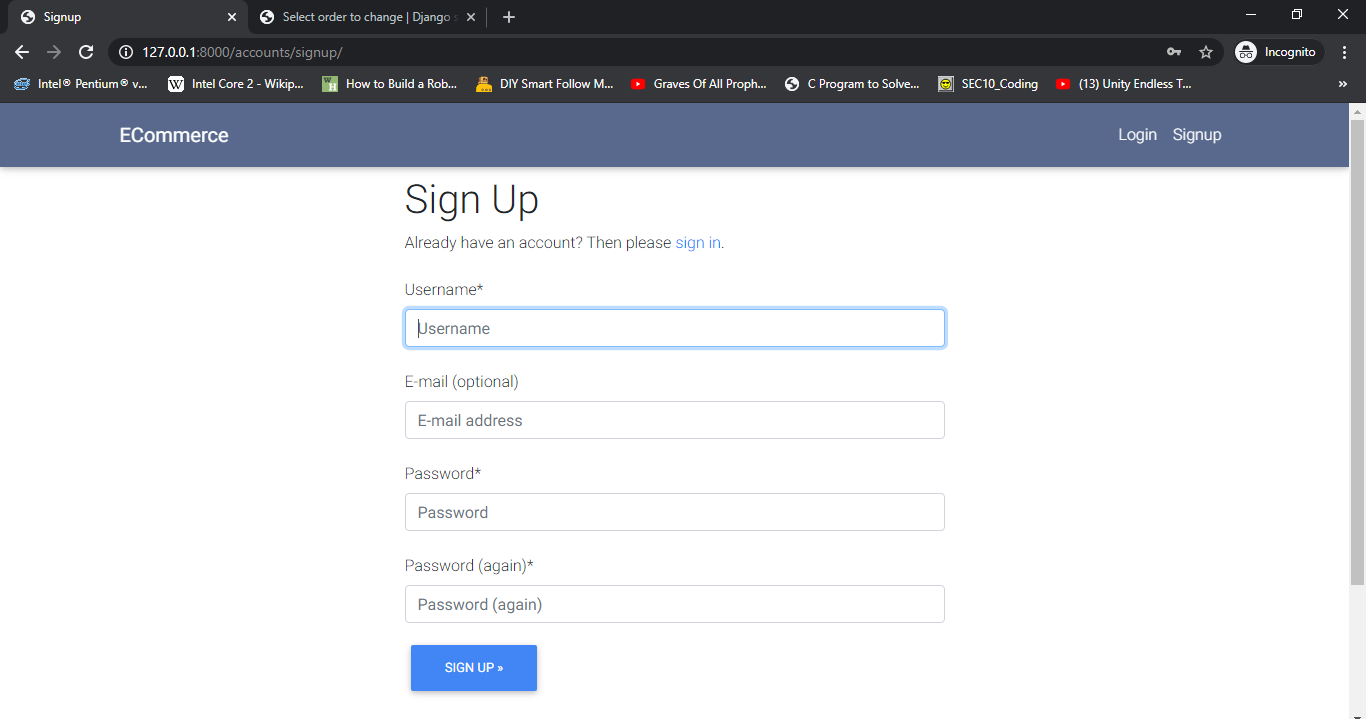 Signup
Select order to change | Django s
127.0.0.1:8000/accounts/signup/
Incognito
Intel® Pentium® v...
Intel Core 2 - Wikip...
How to Build a Rob...
DIY Smart Follow M...
Graves Of All Proph...
C Program to Solve...
SEC10_Coding
(13) Unity Endless T...
ECommerce
Login
Signup
Sign Up
Already have an account? Then please sign in.
Username*
Username
E-mail (optional)
E-mail address
Password*
Password
Password (again)*
Password (again)
SIGN UP »